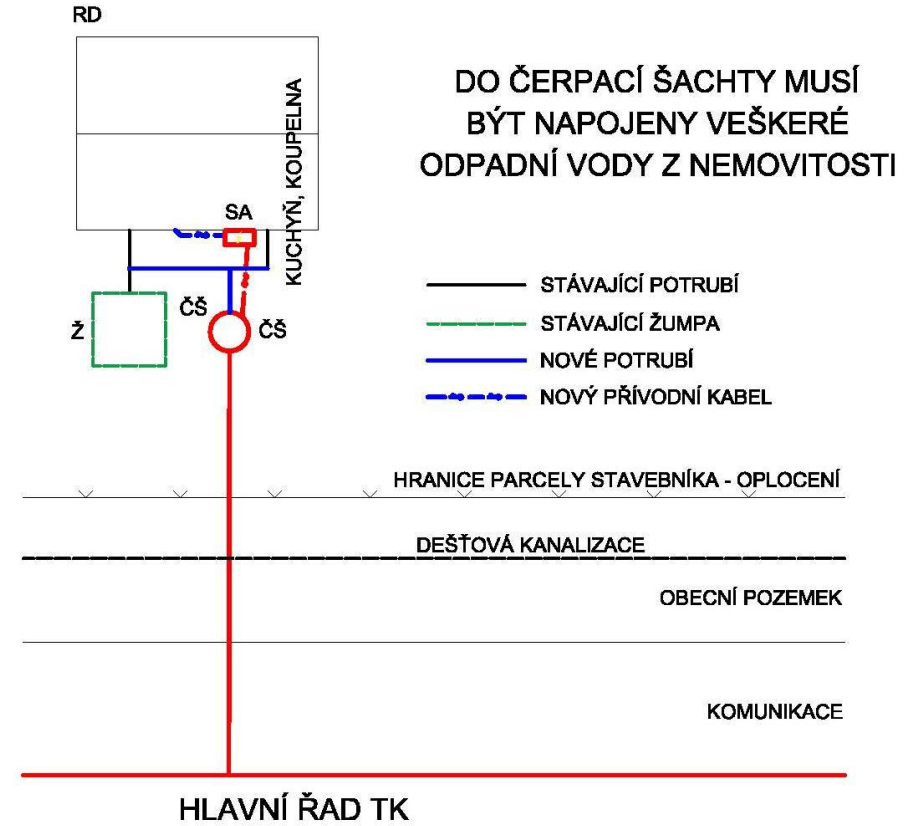 RD
DO ČERPACÍ ŠACHTY MUSÍ
BÝT NAPOJENY VEŠKERÉ
ODPADNÍ VODY Z NEMOVITOSTI
KUCHYŇ, KOUPELNA
SA
ČŠ
ČŠ
Ž
STÁVAJÍCÍ POTRUBÍ
STÁVAJÍCÍ ŽUMPA
NOVÉ POTRUBÍ
NOVÝ PŘÍVODNÍ KABEL
HRANICE PARCELY STAVEBNÍKA - OPLOCENÍ
DEŠŤOVÁ KANALIZACE
OBECNÍ POZEMEK
KOMUNIKACE
HLAVNÍ ŘAD TK